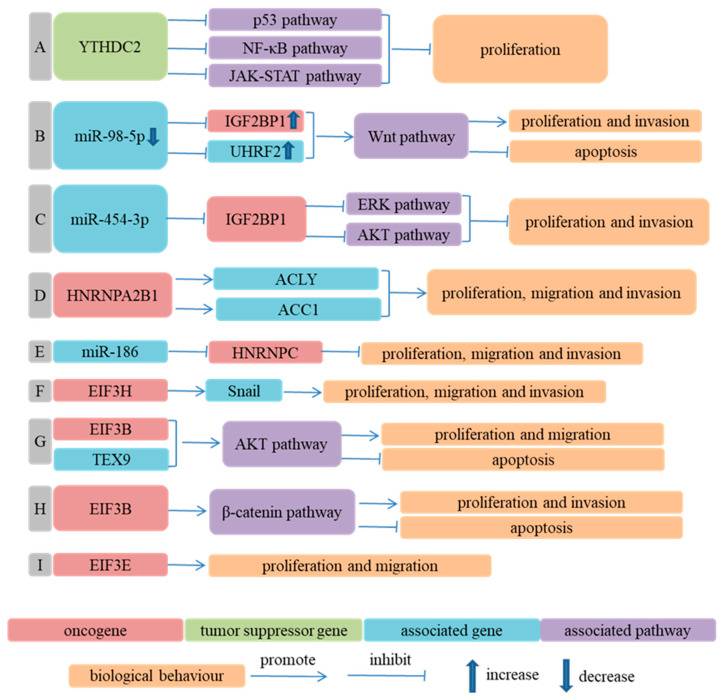 A
YTHDC2
p53 pathway
NF-κB pathway
JAK-STAT pathway
proliferation
B
miR-98-5p
IGF2BP1
UHRF2
Wnt pathway
proliferation and invasion
apoptosis
C
miR-454-3p
IGF2BP1
ERK pathway
AKT pathway
proliferation and invasion
D
HNRNPA2B1
ACLY
ACC1
proliferation, migration and invasion
E
miR-186
HNRNPC
proliferation, migration and invasion
F
EIF3H
Snail
proliferation, migration and invasion
G
EIF3B
TEX9
AKT pathway
proliferation and migration
apoptosis
H
EIF3B
β-catenin pathway
proliferation and invasion
apoptosis
I
EIF3E
proliferation and migration
oncogene
tumor suppressor gene
associated gene
associated pathway
biological behaviour
promote
inhibit
increase
decrease